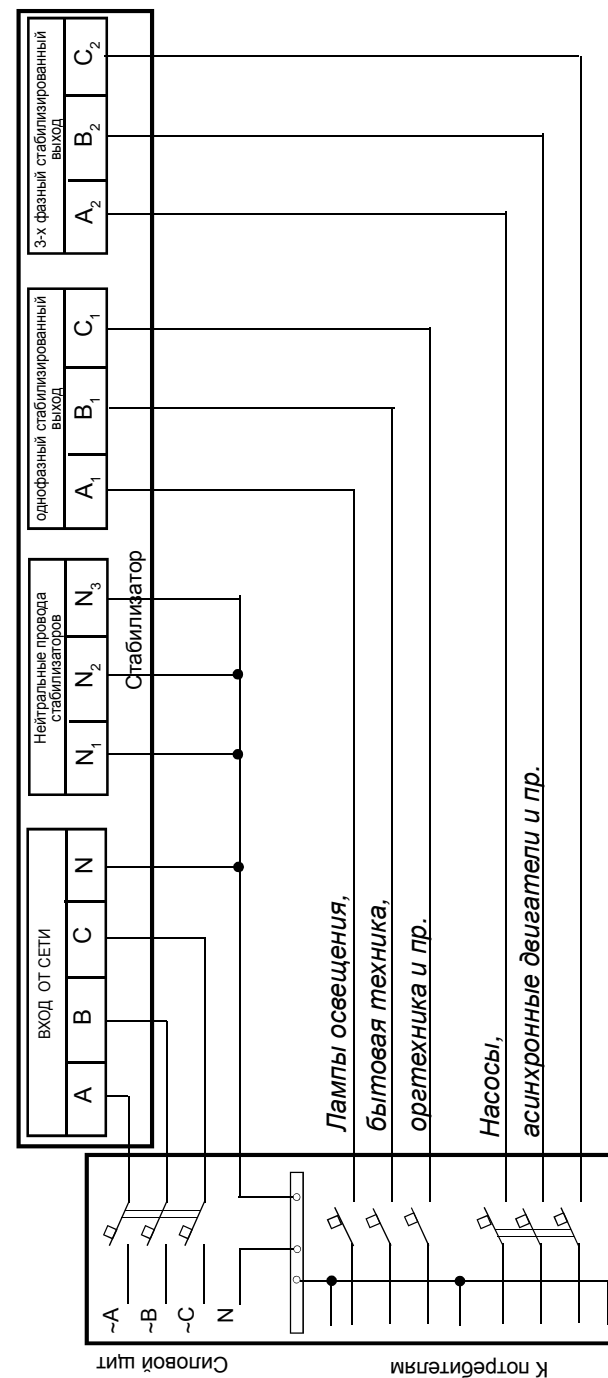 ВХОД ОТ СЕТИ
A
B
C
N
Нейтральные провода
стабилизаторов
N1
N2
N3
однофазный стабилизированный
выход
A1
B1
C1
3-х фазный стабилизированный
выход
A2
B2
C2
Стабилизатор
Силовой щит
~A
~B
~C
N
Лампы освещения,
бытовая техника,
оргтехника и пр.
Насосы,
асинхронные двигатели и пр.
К потребителям